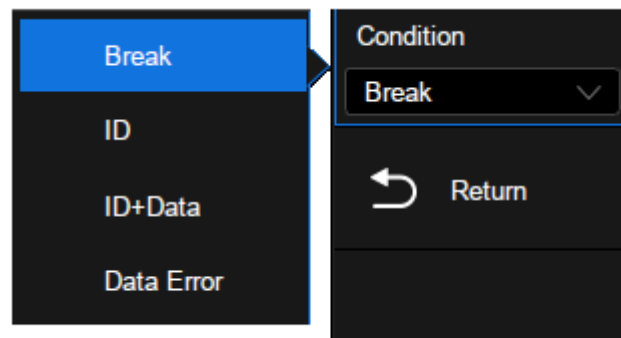 Break
ID
ID+Data
Data Error
Condition
Break
Return